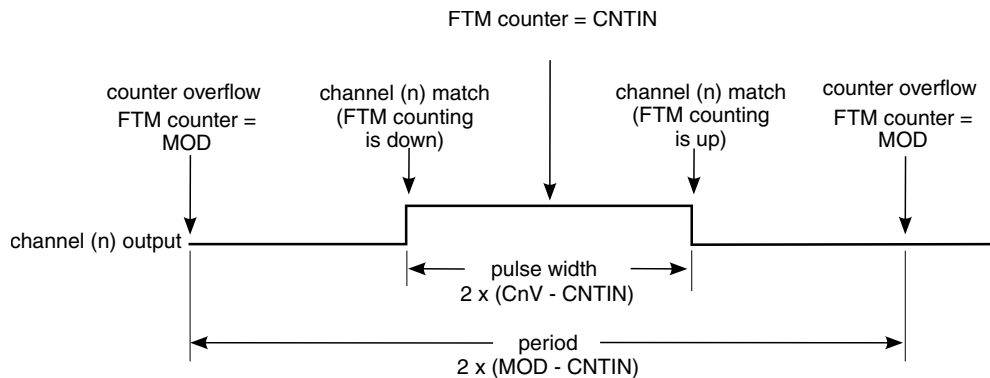 FTM counter = CNTIN
counter overflow
FTM counter =
MOD
channel (n) match
(FTM counting
is down)
channel (n) match
(FTM counting
is up)
counter overflow
FTM counter =
MOD
channel (n) output
pulse width
2 x (CnV - CNTIN)
period
2 x (MOD - CNTIN)